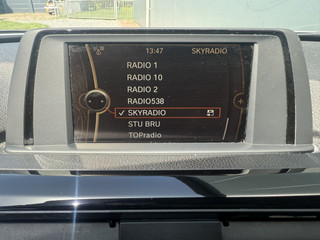 13:47 SKYRADIO
RADIO 1
RADIO 10
RADIO 2
RADIO538
✓ SKYRADIO
STU BRU
TOPradio